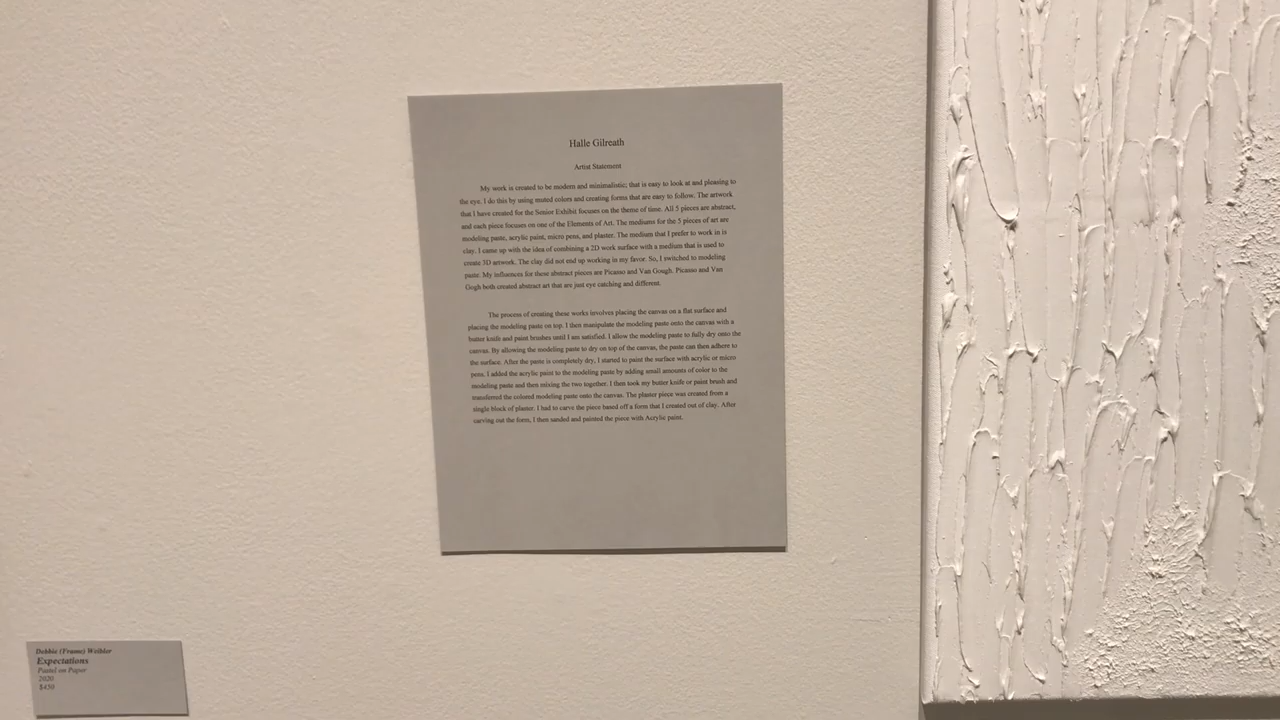 Halle Gilreath
Artist Statement
My work is created to be modern and minimalistic; that is easy to look at and pleasing to
the eye. I do this by using muted colors and creating forms that are easy to follow. The artwork
that I have created for the Senior Exhibit focuses on the theme of time. All 5 pieces are abstract,
and each piece focuses on one of the Elements of Art. The mediums for the 5 pieces of art are
modeling paste, acrylic paint, micro pens, and plaster. The medium that I prefer to work in is
clay. I came up with the idea of combining a 2D work surface with a medium that is used to
create 3D artwork. The clay did not end up working in my favor. So, I switched to modeling
paste. My influences for these abstract pieces are Picasso and Van Gough. Picasso and Van
Gogh both created abstract art that are just eye catching and different.
The process of creating these works involves placing the canvas on a flat surface and
placing the modeling paste on top. I then manipulate the modeling paste onto the canvas with a
butter knife and paint brushes until I am satisfied. I allow the modeling paste to fully dry onto the
canvas. By allowing the modeling paste to dry on top of the canvas, the paste can then adhere to
the surface. After the paste is completely dry, I started to paint the surface with acrylic or micro
pens. I added the acrylic paint to the modeling paste by adding small amounts of color to the
modeling paste and then mixing the two together. I then took my butter knife or paint brush and
transferred the colored modeling paste onto the canvas. The plaster piece was created from a
single block of plaster. I had to carve the piece based off a form that I created out of clay. After
carving out the form, I then sanded and painted the piece with Acrylic paint.
Debbie (Frame) Weibler
Expectations
Pastel on Paper
2020
$450